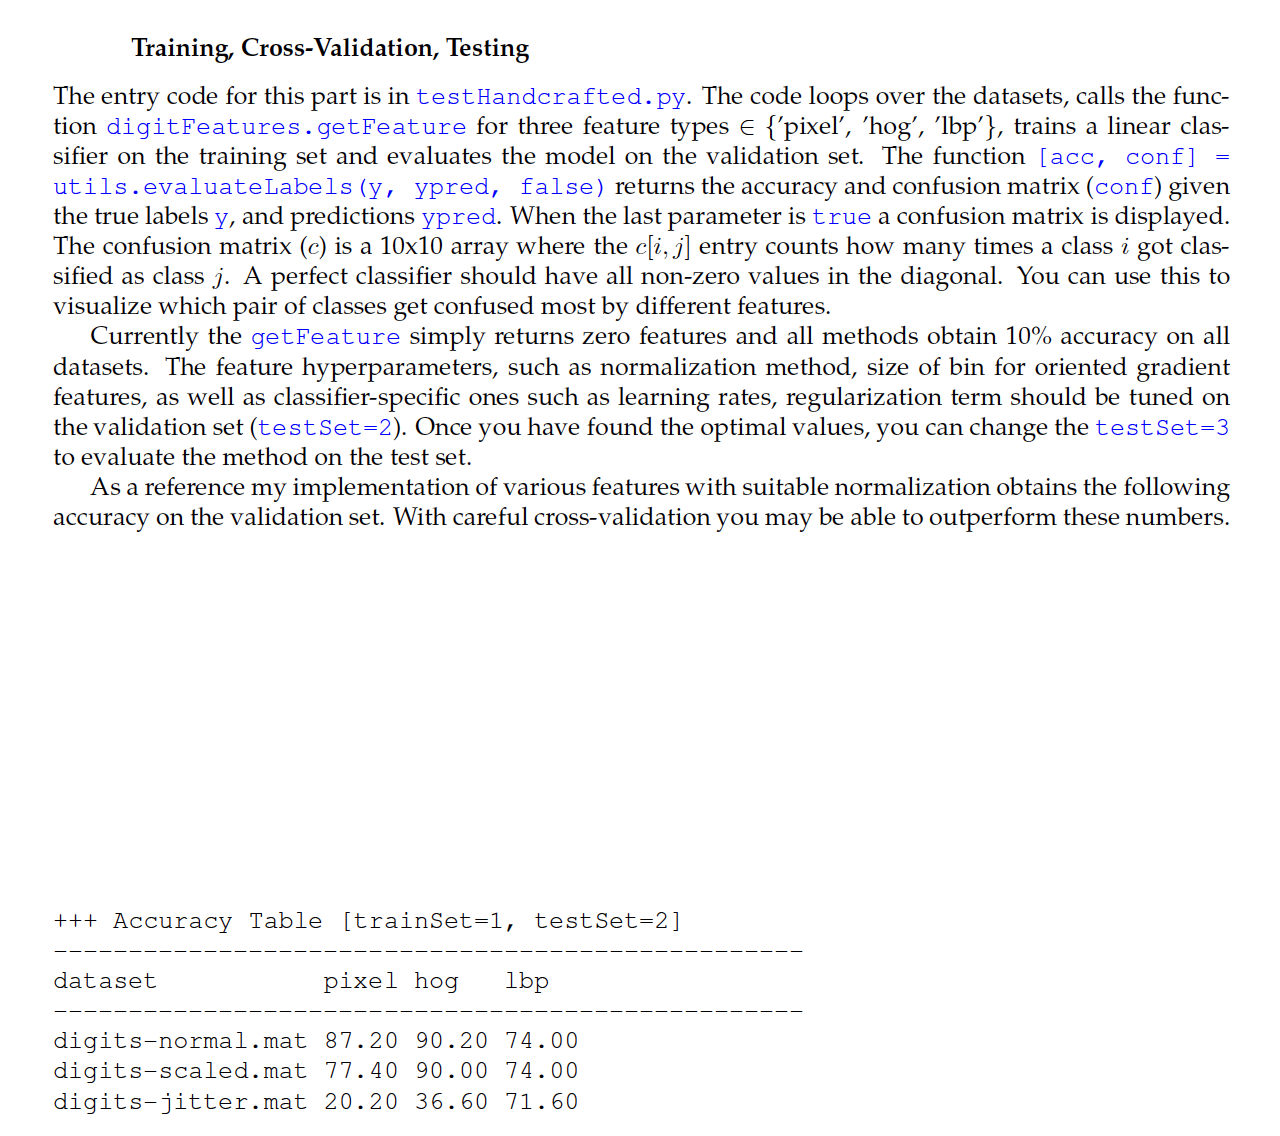 Training, Cross-Validation, Testing
The entry code for this part is in testHandcrafted.py. The code loops over the datasets, calls the func-
tion digitFeatures.getFeature for three feature types ∈ {'pixel', 'hog', 'lbp'}, trains a linear clas-
sifier on the training set and evaluates the model on the validation set. The function [acc, conf] =
utils.evaluateLabels(y, ypred, false) returns the accuracy and confusion matrix (conf) given
the true labels y, and predictions ypred. When the last parameter is true a confusion matrix is displayed.
The confusion matrix (c) is a 10x10 array where the c[i, j] entry counts how many times a class i got clas-
sified as class j. A perfect classifier should have all non-zero values in the diagonal. You can use this to
visualize which pair of classes get confused most by different features.
Currently the getFeature simply returns zero features and all methods obtain 10% accuracy on all
datasets. The feature hyperparameters, such as normalization method, size of bin for oriented gradient
features, as well as classifier-specific ones such as learning rates, regularization term should be tuned on
the validation set (testSet=2). Once you have found the optimal values, you can change the testSet=3
to evaluate the method on the test set.
As a reference my implementation of various features with suitable normalization obtains the following
accuracy on the validation set. With careful cross-validation you may be able to outperform these numbers.
+++ Accuracy Table [trainSet=1, testSet=2]
--------------------------------------------------
dataset pixel hog lbp
--------------------------------------------------
digits-normal.mat 87.20 90.20 74.00
digits-scaled.mat 77.40 90.00 74.00
digits-jitter.mat 20.20 36.60 71.60